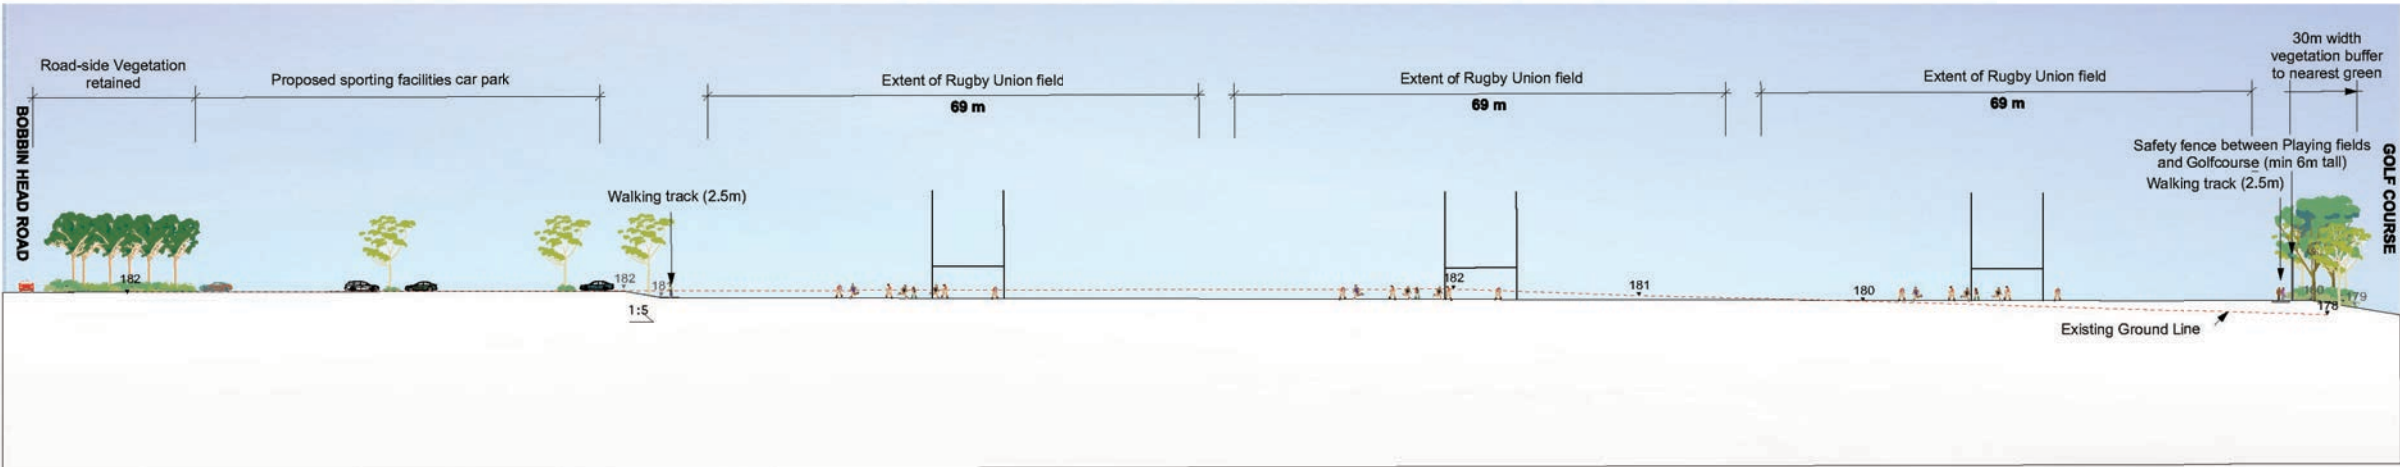 Road-side Vegetation
retained
Proposed sporting facilities car park
Extent of Rugby Union field
69 m
Extent of Rugby Union field
69 m
Extent of Rugby Union field
69 m
30m width
vegetation buffer
to nearest green
BOBBIN HEAD ROAD
Walking track (2.5m)
Safety fence between Playing fields
and Golfcourse (min 6m tall)
Walking track (2.5m)
GOLF COURSE
182
182
181
1:5
182
181
180
180
179
178
Existing Ground Line